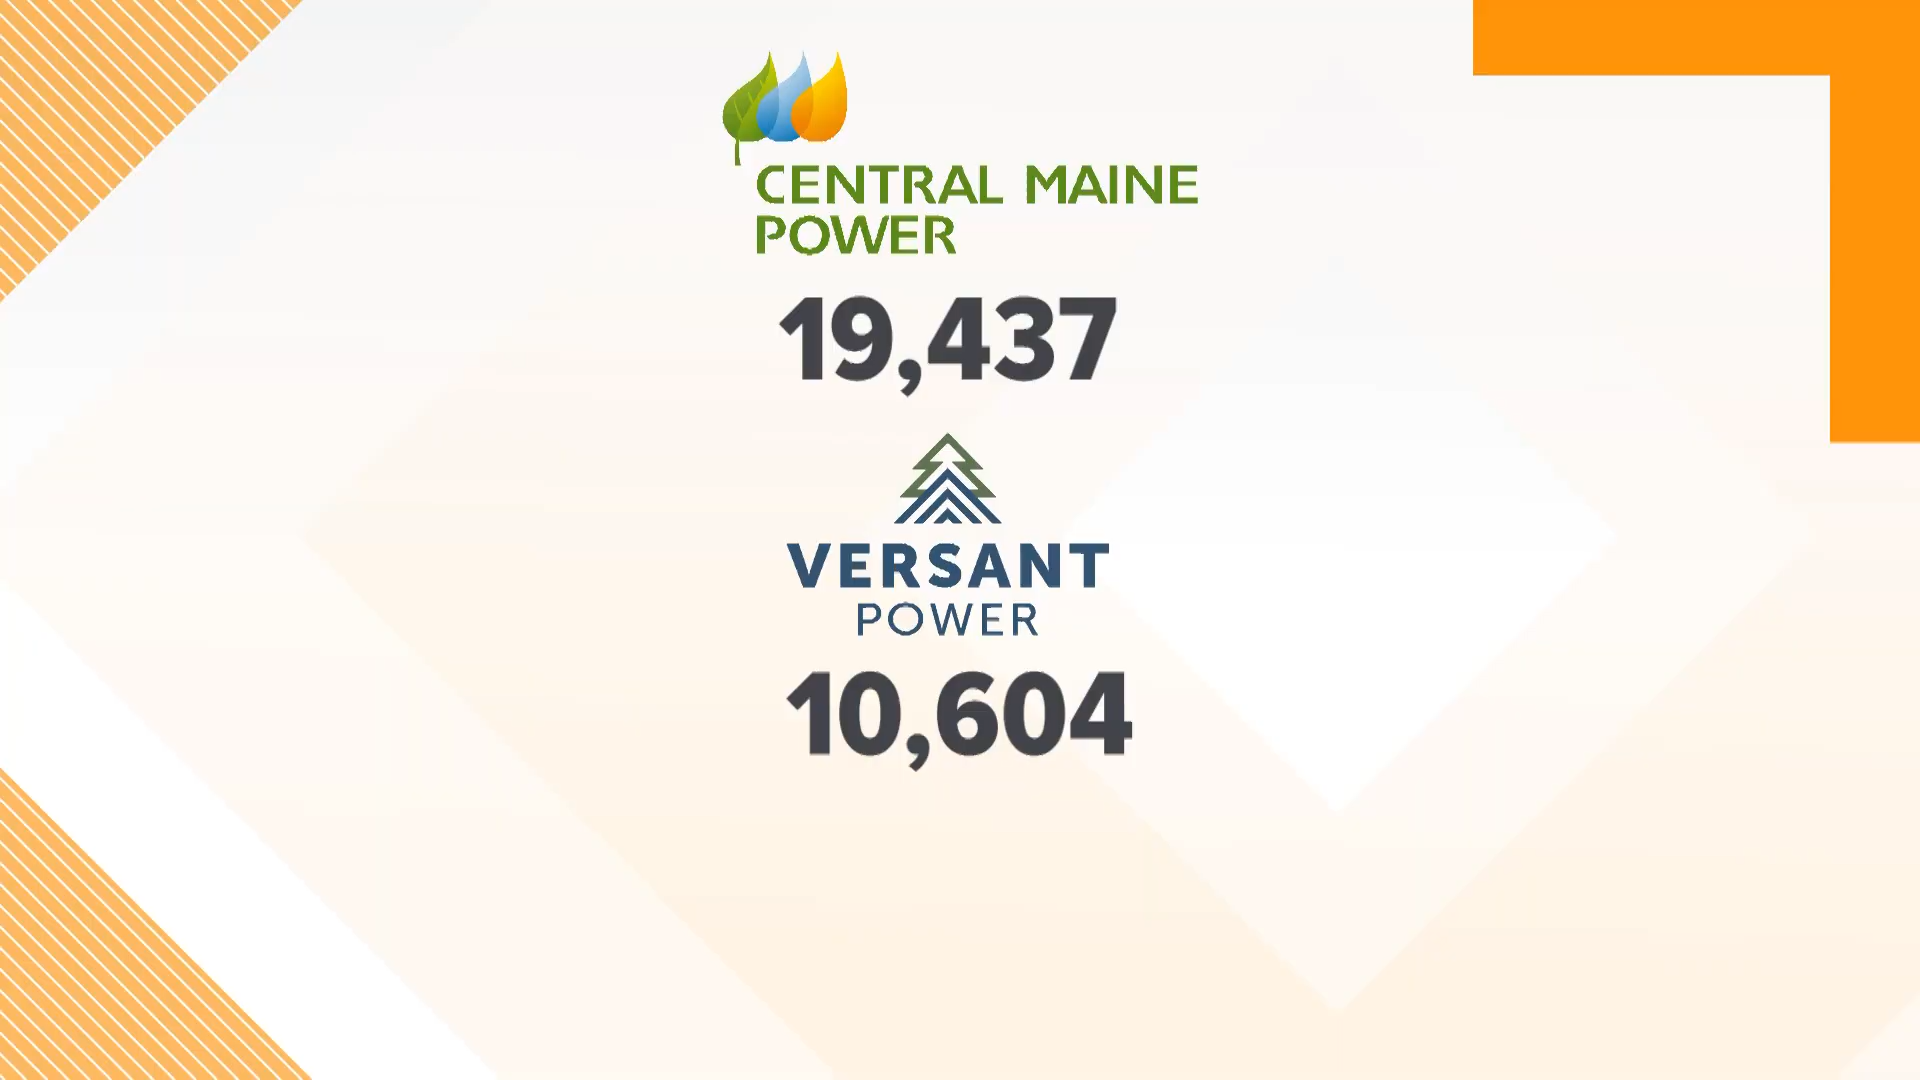 CENTRAL MAINE
POWER
19,437
VERSANT
POWER
10,604